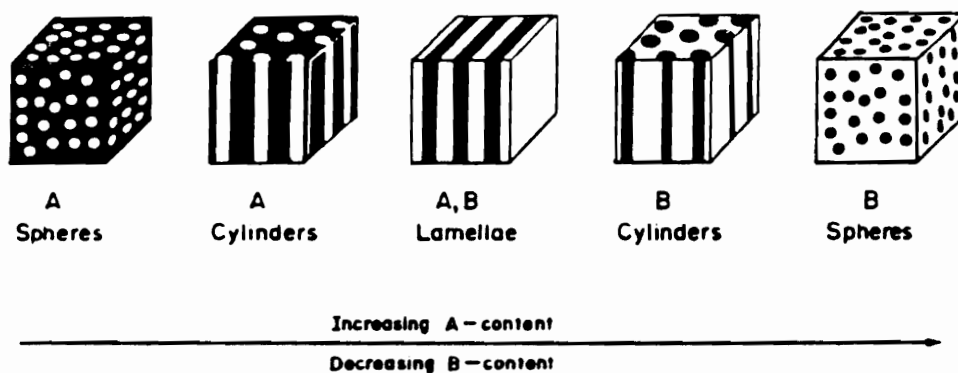 A A A, B B B
Spheres Cylinders Lamellae Cylinders Spheres
Increasing A-content
Decreasing B-content